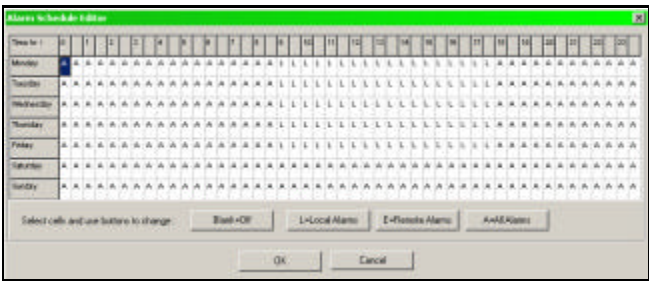 Alarm Schedule Editor
Time hr : 0 1 2 3 4 5 6 7 8 9 10 11 12 13 14 15 16 17 18 19 20 21 22 23
Monday A A A A A A A A A A A A A A A A A A L L L L L L L L L L L L L L L L L L A A A A A A A A A A A A
Tuesday A A A A A A A A A A A A A A A A A A L L L L L L L L L L L L L L L L L L A A A A A A A A A A A A
Wednesday A A A A A A A A A A A A A A A A A A L L L L L L L L L L L L L L L L L L A A A A A A A A A A A A
Thursday A A A A A A A A A A A A A A A A A A L L L L L L L L L L L L L L L L L L A A A A A A A A A A A A
Friday A A A A A A A A A A A A A A A A A A L L L L L L L L L L L L L L L L L L A A A A A A A A A A A A
Saturday A A A A A A A A A A A A A A A A A A A A A A A A A A A A A A A A A A A A A A A A A A A A A A A A
Sunday A A A A A A A A A A A A A A A A A A A A A A A A A A A A A A A A A A A A A A A A A A A A A A A A
Select cells and use buttons to change: Blank=Off L=Local Alarms E=Remote Alarms A=All Alarms
OK Cancel